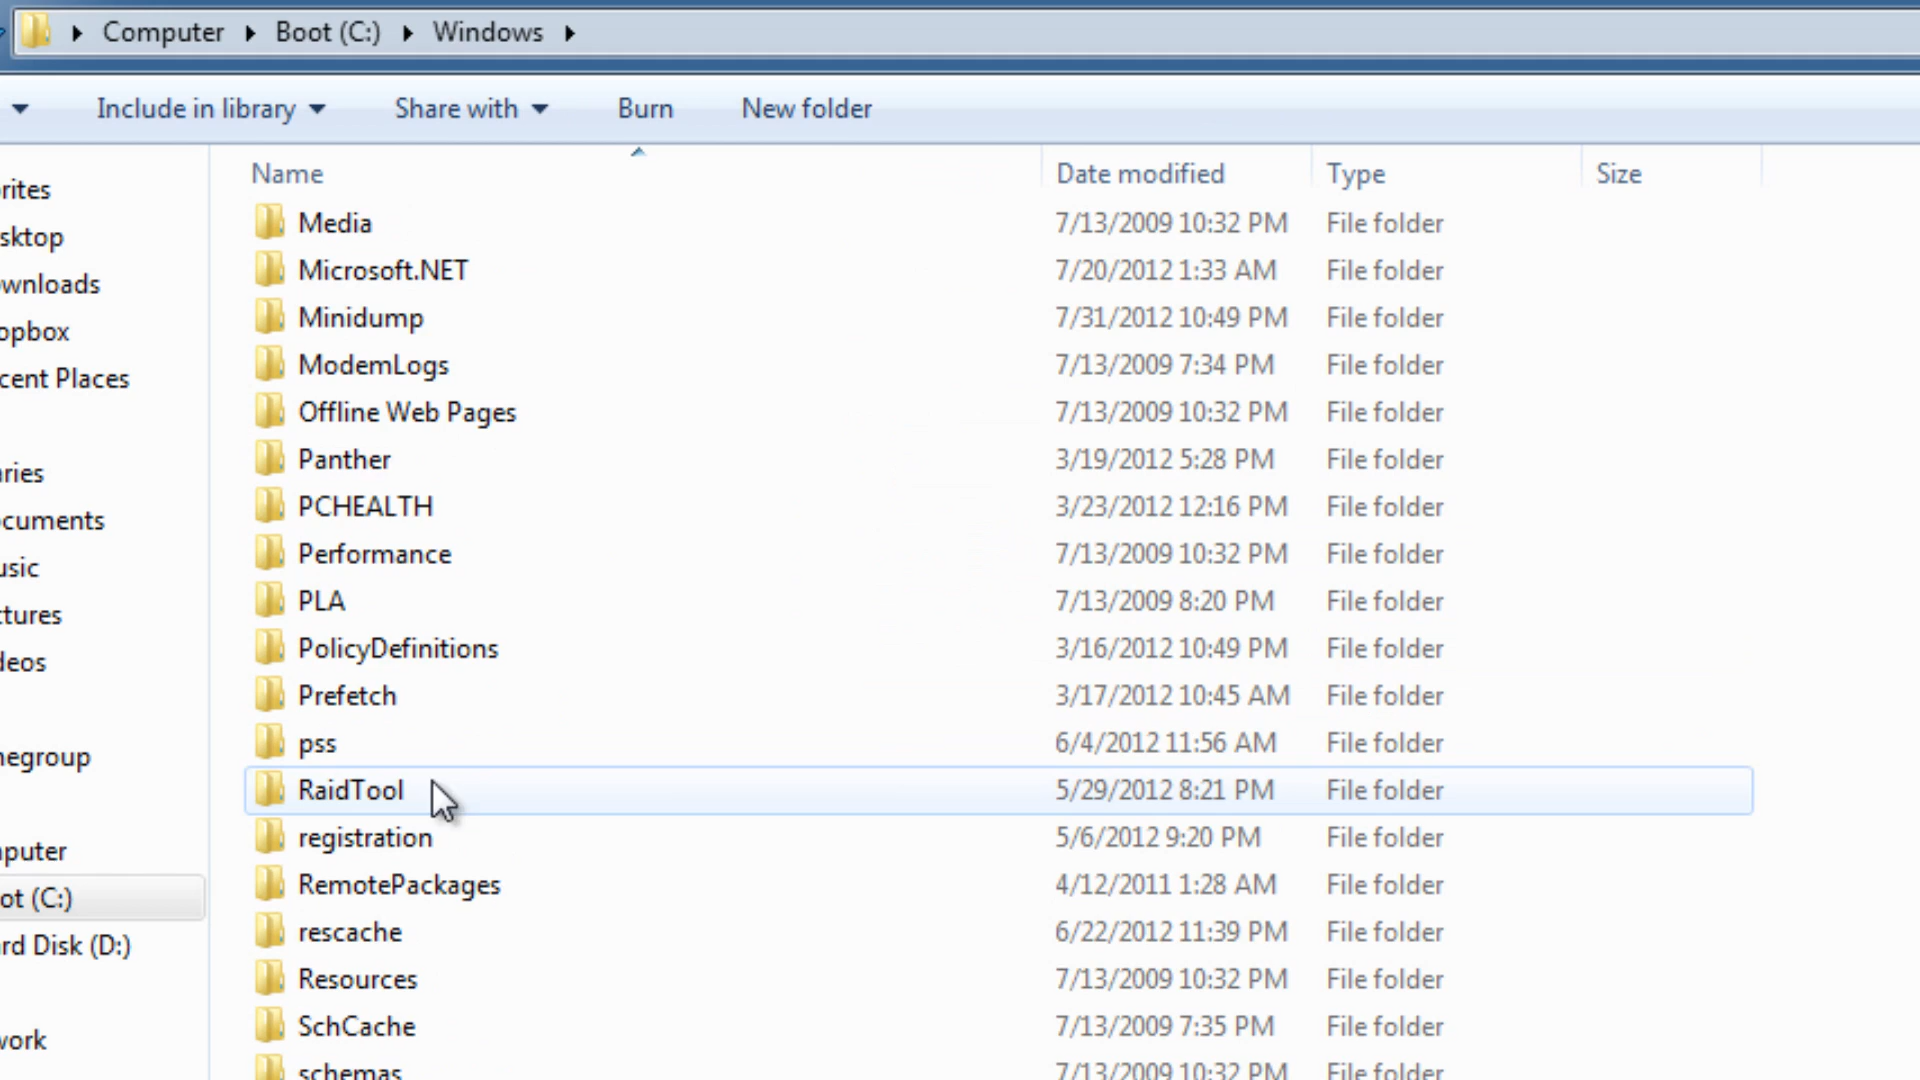 Computer Boot (C:) Windows
Include in library Share with Burn New folder
Name Date modified Type Size
rites
sktop
wnloads
opbox
cent Places
ries
cuments
usic
tures
deos
negroup
puter
ot (C:)
rd Disk (D:)
work
Media 7/13/2009 10:32 PM File folder
Microsoft.NET 7/20/2012 1:33 AM File folder
Minidump 7/31/2012 10:49 PM File folder
ModemLogs 7/13/2009 7:34 PM File folder
Offline Web Pages 7/13/2009 10:32 PM File folder
Panther 3/19/2012 5:28 PM File folder
PCHEALTH 3/23/2012 12:16 PM File folder
Performance 7/13/2009 10:32 PM File folder
PLA 7/13/2009 8:20 PM File folder
PolicyDefinitions 3/16/2012 10:49 PM File folder
Prefetch 3/17/2012 10:45 AM File folder
pss 6/4/2012 11:56 AM File folder
RaidTool 5/29/2012 8:21 PM File folder
registration 5/6/2012 9:20 PM File folder
RemotePackages 4/12/2011 1:28 AM File folder
rescache 6/22/2012 11:39 PM File folder
Resources 7/13/2009 10:32 PM File folder
SchCache 7/13/2009 7:35 PM File folder
schemas 7/13/2009 10:32 PM File folder